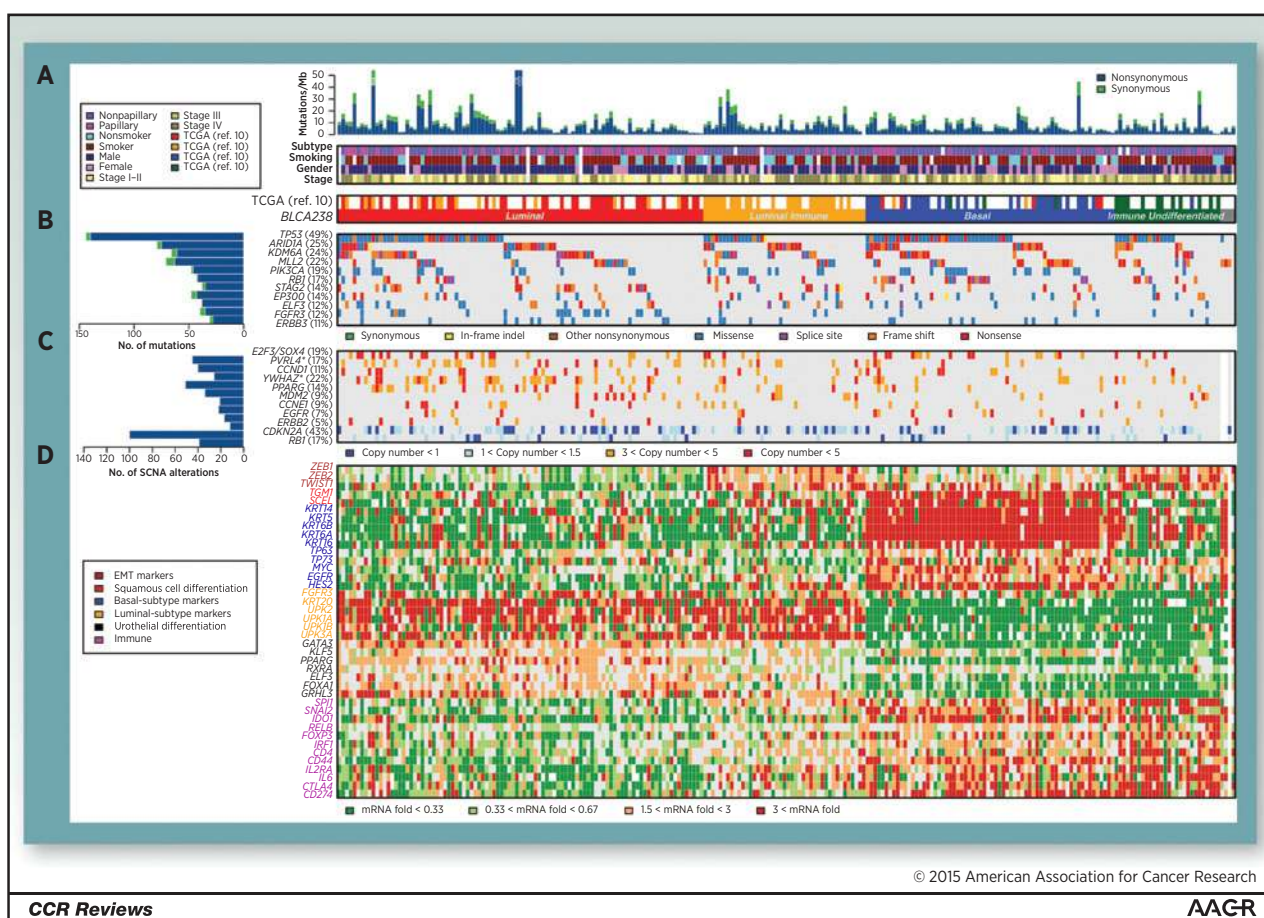 A
Mutations/Mb
50
40
30
20
10
0
Nonsynonymous
Synonymous
Nonpapillary
Papillary
Nonsmoker
Smoker
Male
Female
Stage I–II
Stage III
Stage IV
TCGA (ref. 10)
TCGA (ref. 10)
TCGA (ref. 10)
TCGA (ref. 10)
Subtype
Smoking
Gender
Stage
TCGA (ref. 10)
BLCA238
Luminal
Luminal Immune
Basal
Immune Undifferentiated
B
TP53 (49%)
ARID1A (25%)
KDM6A (24%)
MLL2 (22%)
PIK3CA (19%)
RB1 (17%)
STAG2 (14%)
EP300 (14%)
ELF3 (12%)
FGFR3 (12%)
ERBB3 (11%)
150
50
0
No. of mutations
Synonymous
In-frame indel
Other nonsynonymous
Missense
Splice site
Frame shift
Nonsense
C
E2F3/SOX4 (19%)
PVRL4* (17%)
CCND1 (11%)
YWHAZ* (22%)
PPARG (14%)
MDM2 (9%)
CCNE1 (9%)
EGFR (7%)
ERBB2 (5%)
CDKN2A (43%)
RB1 (17%)
140 120 100 80 60 40 20 0
No. of SCNA alterations
Copy number < 1
1 < Copy number < 1.5
3 < Copy number < 5
Copy number < 5
D
ZEB1
ZEB2
TWIST1
TGM1
SCEL
KRT14
KRT5
KRT6B
KRT6A
KRT16
TP63
TP73
MYC
EGFR
HES2
FGFR3
KRT20
UPK2
UPK1A
UPK1B
UPK3A
GATA3
KLF5
PPARG
RXRA
ELF3
FOXA1
GRHL3
SPI1
SNAI2
IDO1
RELB
FOXP3
IRF1
CD4
CD44
IL2RA
IL6
CTLA4
CD274
EMT markers
Squamous cell differentiation
Basal-subtype markers
Luminal-subtype markers
Urothelial differentiation
Immune
mRNA fold < 0.33
0.33 < mRNA fold < 0.67
1.5 < mRNA fold < 3
3 < mRNA fold
© 2015 American Association for Cancer Research
CCR Reviews
AACR